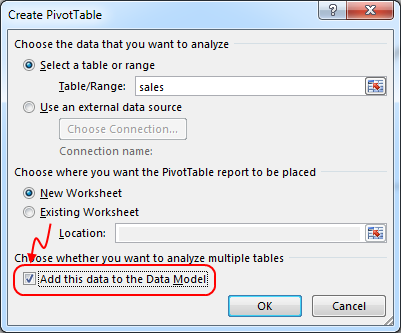 Create PivotTable
Choose the data that you want to analyze
Select a table or range
Table/Range: sales
Use an external data source
Choose Connection...
Connection name:
Choose where you want the PivotTable report to be placed
New Worksheet
Existing Worksheet
Location:
Choose whether you want to analyze multiple tables
Add this data to the Data Model
OK Cancel